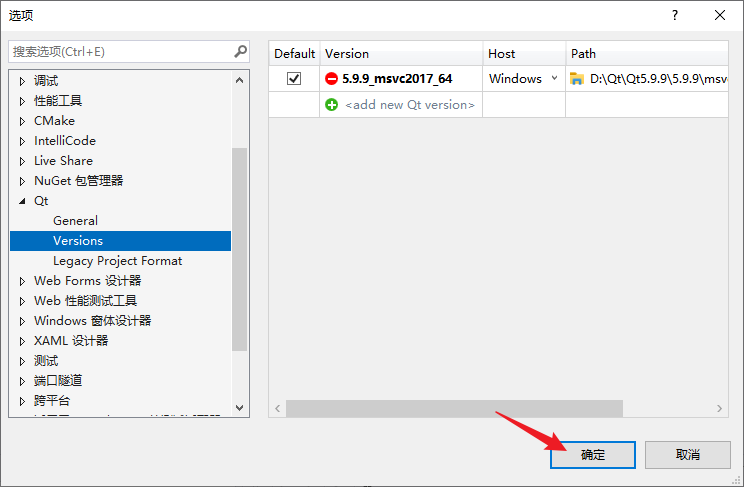 选项
?
搜索选项(Ctrl+E)
调试
性能工具
CMake
IntelliCode
Live Share
NuGet 包管理器
Qt
General
Versions
Legacy Project Format
Web Forms 设计器
Web 性能测试工具
Windows 窗体设计器
XAML 设计器
测试
端口隧道
跨平台
Default Version Host Path
5.9.9_msvc2017_64 Windows D:\Qt\Qt5.9.9\5.9.9\msv
<add new Qt version>
确定 取消